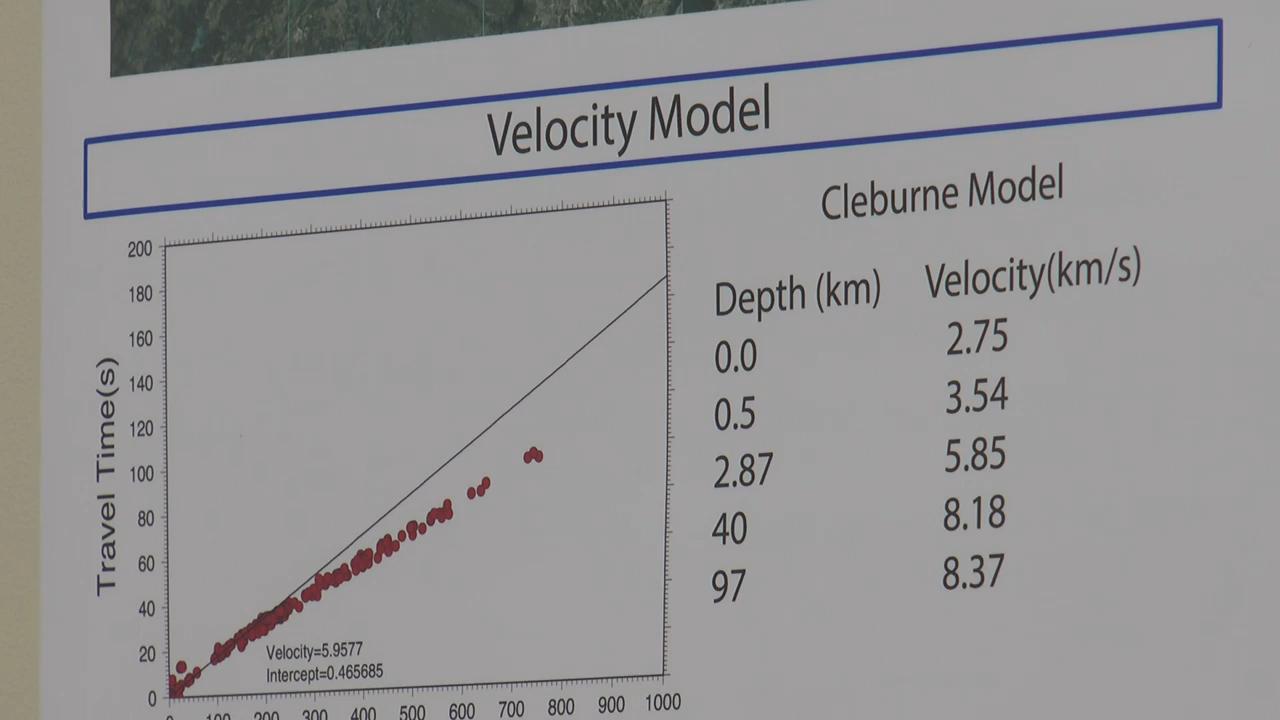 Velocity Model
Cleburne Model
Depth (km) Velocity(km/s)
0.0 2.75
0.5 3.54
2.87 5.85
40 8.18
97 8.37
Travel Time(s)
200
180
160
140
120
100
80
60
40
20
0
Velocity=5.9577
Intercept=0.465685
0 100 200 300 400 500 600 700 800 900 1000